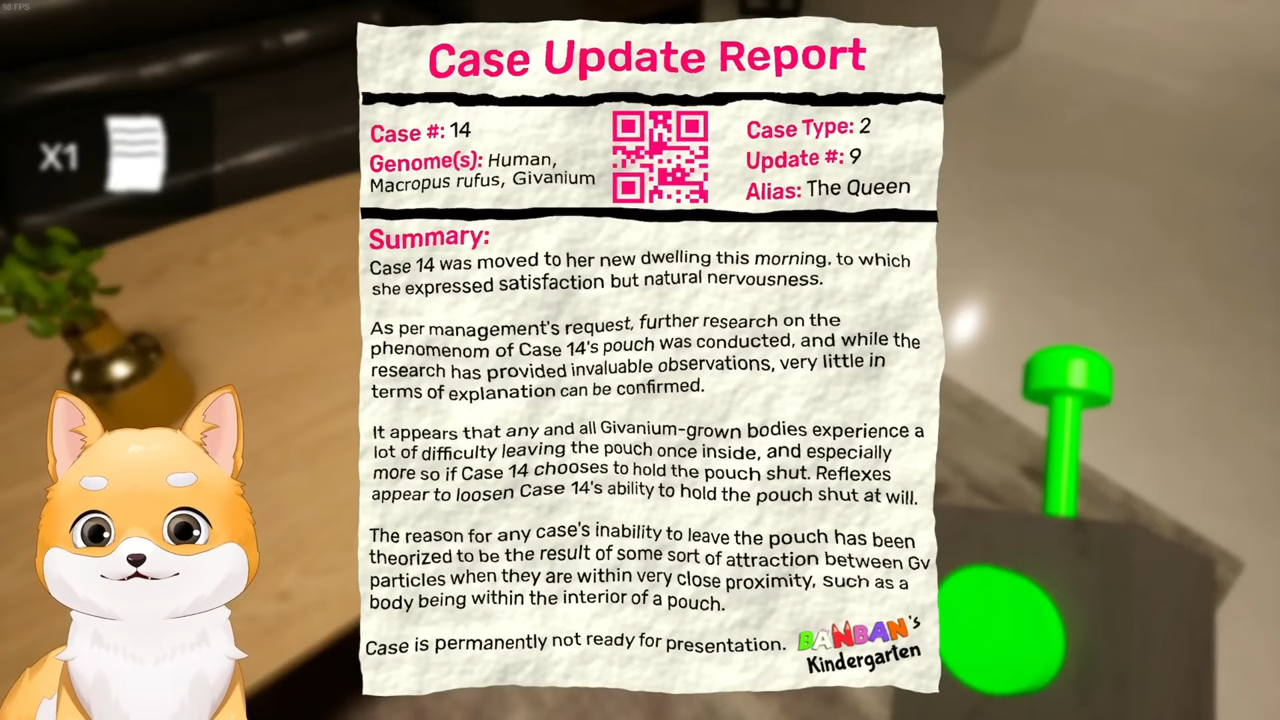 58 FPS
Case Update Report
X1
Case #: 14
Genome(s): Human,
Macropus rufus, Givanium
Case Type: 2
Update #: 9
Alias: The Queen
Summary:
Case 14 was moved to her new dwelling this morning, to which
she expressed satisfaction but natural nervousness.
As per management's request, further research on the
phenomenom of Case 14's pouch was conducted, and while the
research has provided invaluable observations, very little in
terms of explanation can be confirmed.
It appears that any and all Givanium-grown bodies experience a
lot of difficulty leaving the pouch once inside, and especially
more so if Case 14 chooses to hold the pouch shut. Reflexes
appear to loosen Case 14's ability to hold the pouch shut at will.
The reason for any case's inability to leave the pouch has been
theorized to be the result of some sort of attraction between Gv
particles when they are within very close proximity, such as a
body being within the interior of a pouch.
Case is permanently not ready for presentation.
BANBAN's
Kindergarten